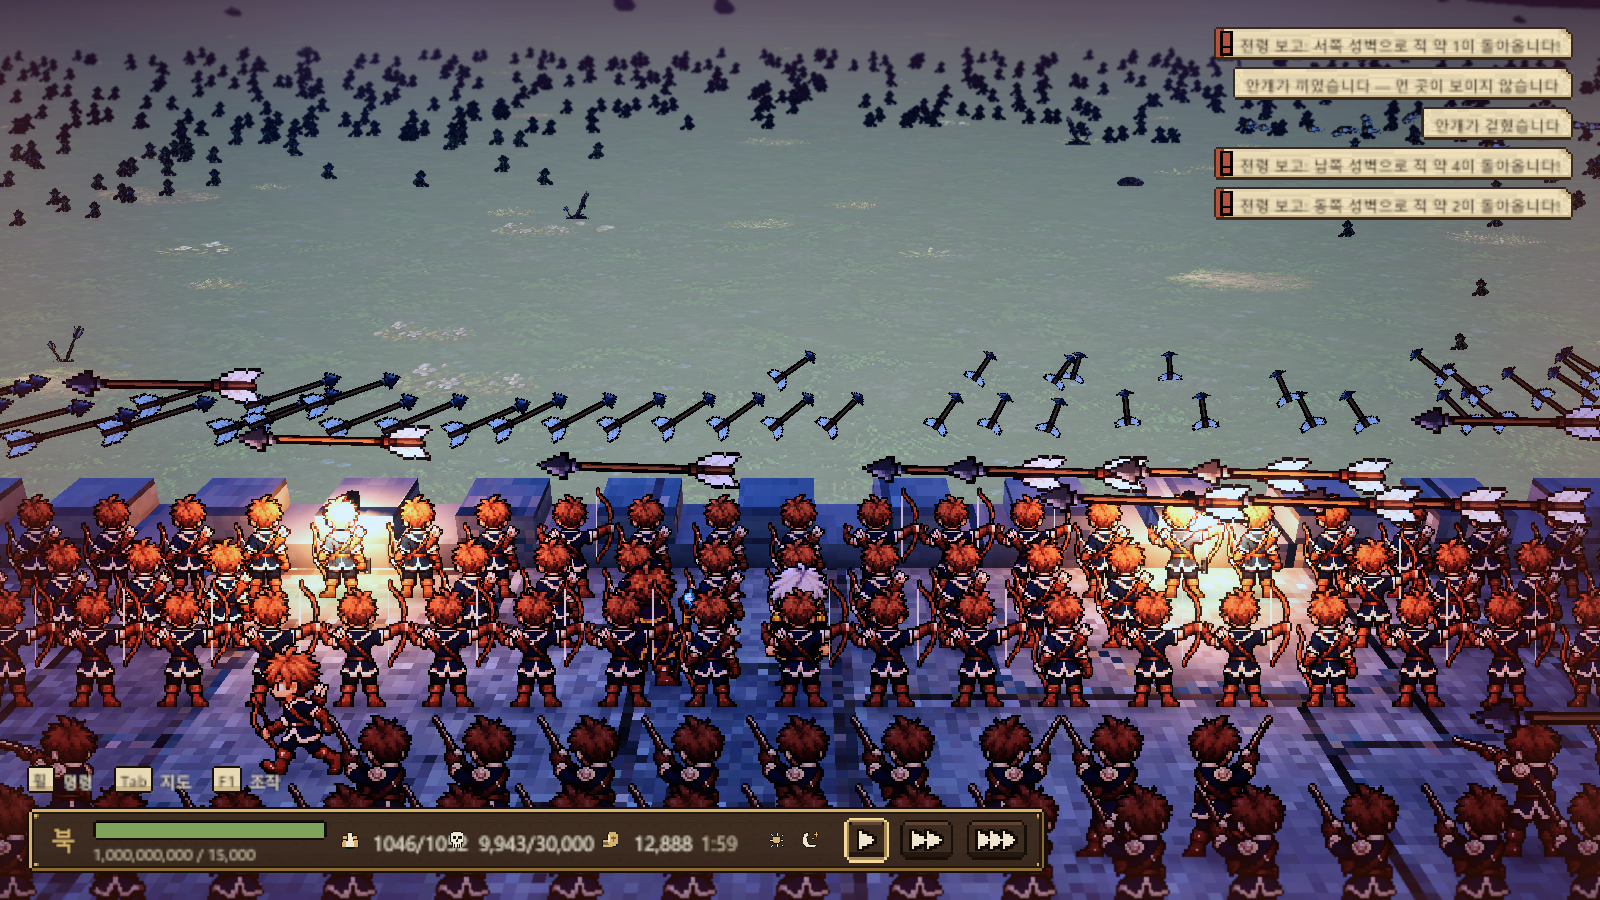 전령 보고: 서쪽 성벽으로 적 약 1이 돌아옵니다!
안개가 끼었습니다 — 먼 곳이 보이지 않습니다
안개가 걷혔습니다
전령 보고: 남쪽 성벽으로 적 약 4이 돌아옵니다!
전령 보고: 동쪽 성벽으로 적 약 2이 돌아옵니다!
휠 명령 Tab 지도 F1 조작
북 1046/1092 9,943/30,000 12,888 1:59
1,000,000,000 / 15,000